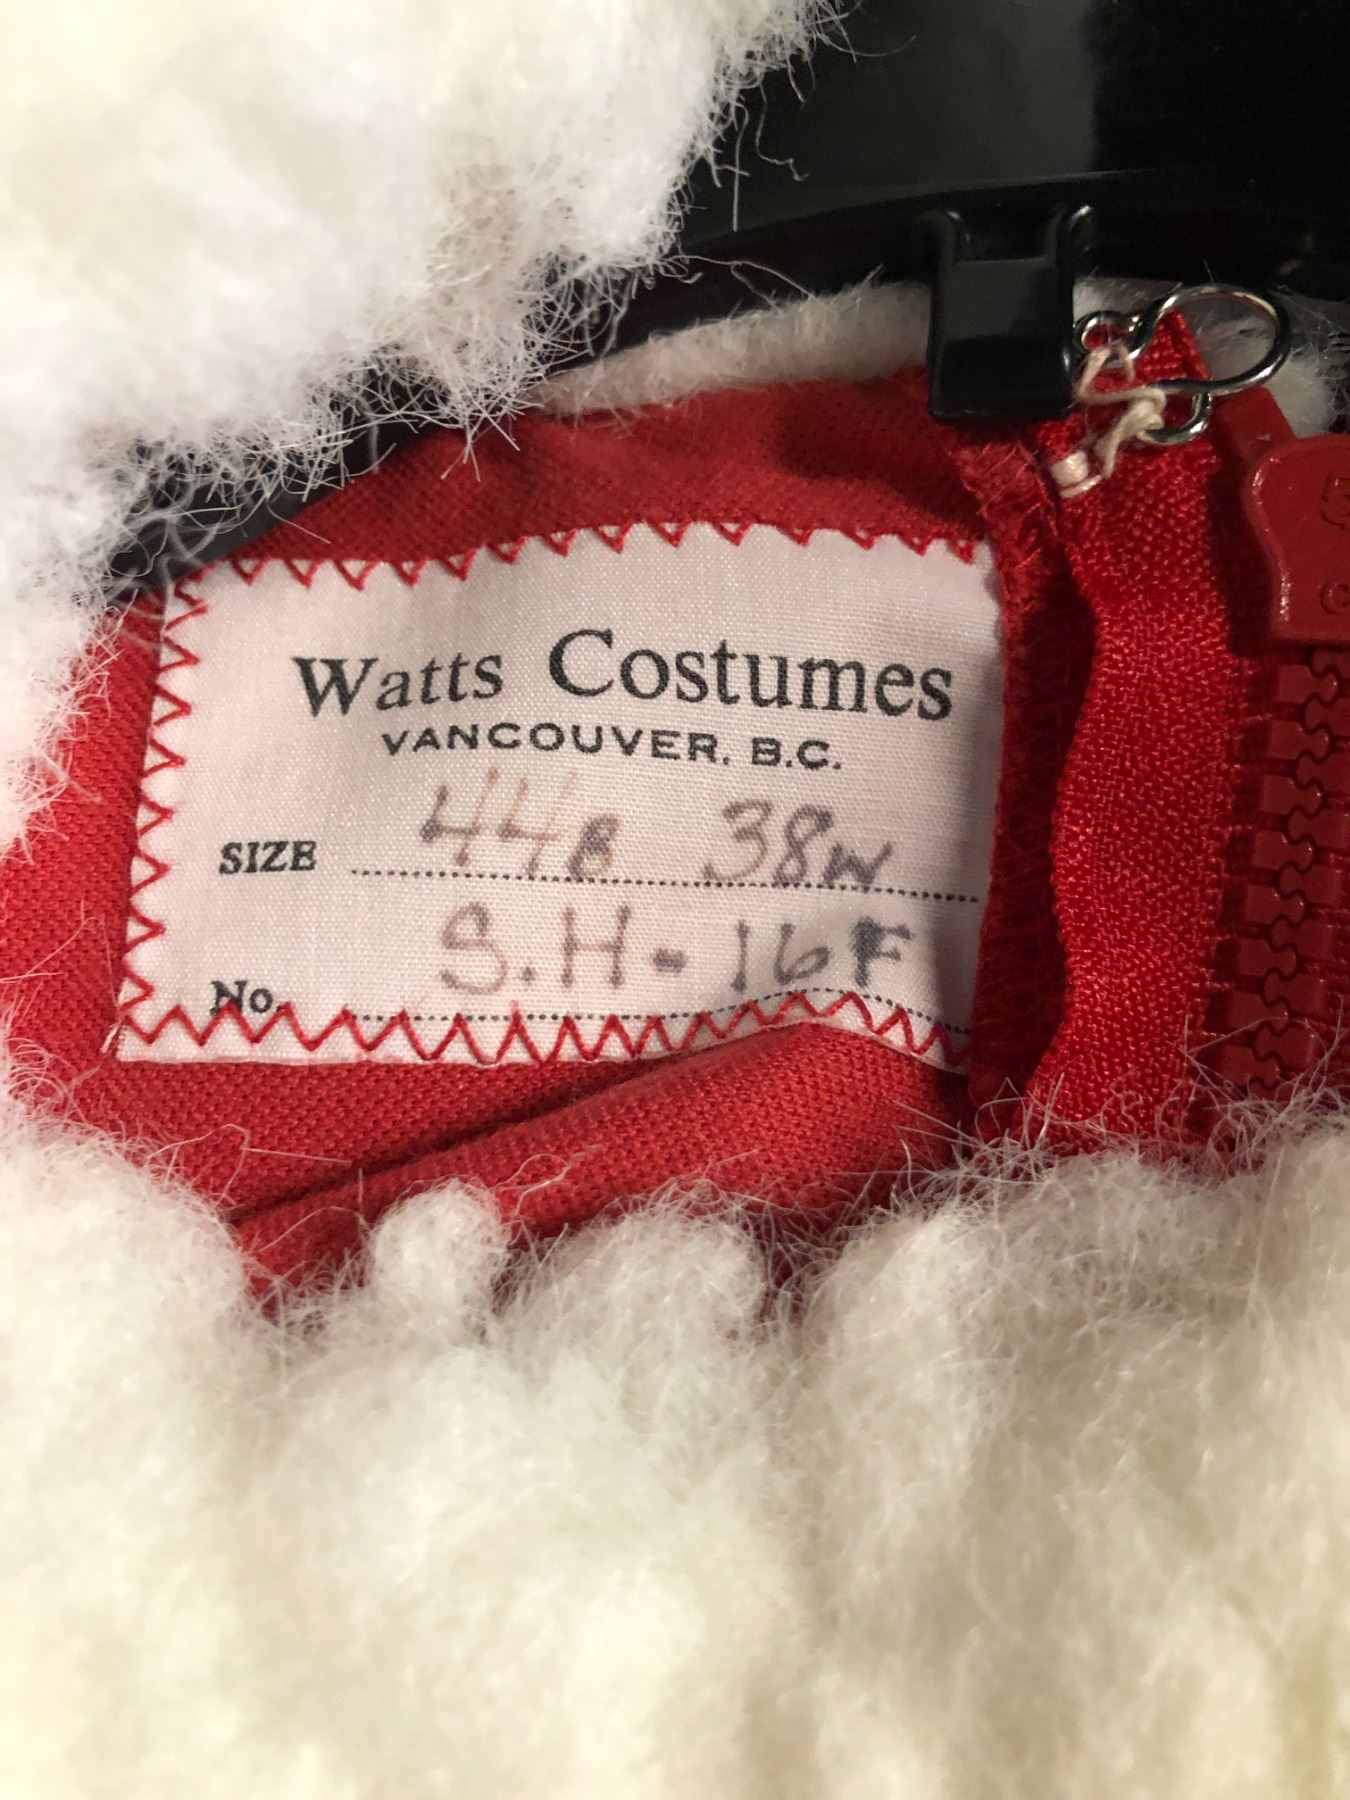 Watts Costumes
VANCOUVER, B.C.
SIZE 44B 38W
No. S.H-16F